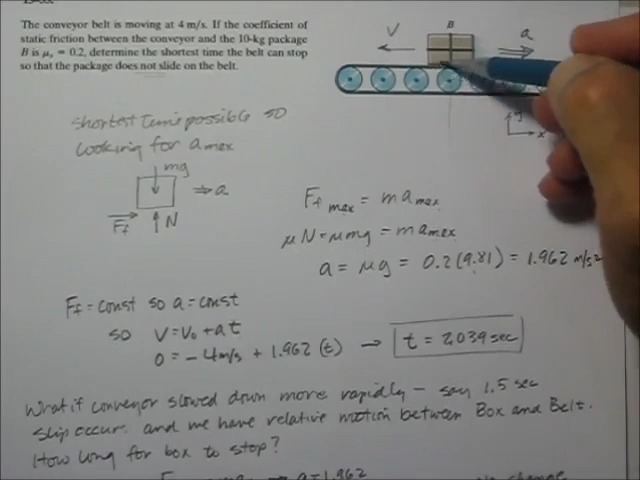 The conveyor belt is moving at 4 m/s. If the coefficient
of static friction between the conveyor and the 10-kg package
B is μs = 0.2, determine the shortest time the belt can stop
so that the package does not slide on the belt.
V
B
a
y
x
shortest time possible so
looking for amax
mg
⇒ a
Ff
N
Ff max = m amax
μN = μmg = m amax
a = μg = 0.2(9.81) = 1.962 m/s²
Ff = const so a = const
so V = V0 + a t
0 = -4 m/s + 1.962 (t) → t = 2.039 sec
What if conveyor slowed down more rapidly - say 1.5 sec
slip occurs and we have relative motion between Box and Belt.
How long for box to stop?
a = 1.962
change